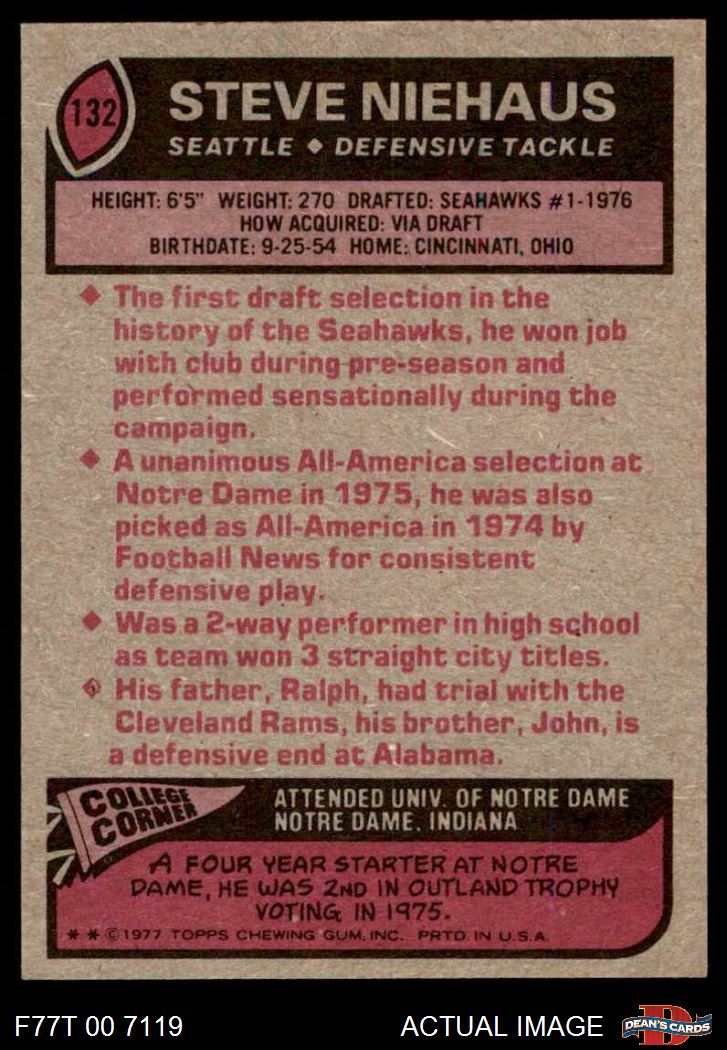 132
STEVE NIEHAUS
SEATTLE ♦ DEFENSIVE TACKLE
HEIGHT: 6'5" WEIGHT: 270 DRAFTED: SEAHAWKS #1-1976
HOW ACQUIRED: VIA DRAFT
BIRTHDATE: 9-25-54 HOME: CINCINNATI, OHIO
♦ The first draft selection in the
history of the Seahawks, he won job
with club during pre-season and
performed sensationally during the
campaign.
♦ A unanimous All-America selection at
Notre Dame in 1975, he was also
picked as All-America in 1974 by
Football News for consistent
defensive play.
♦ Was a 2-way performer in high school
as team won 3 straight city titles.
♦ His father, Ralph, had trial with the
Cleveland Rams, his brother, John, is
a defensive end at Alabama.
COLLEGE
CORNER
ATTENDED UNIV. OF NOTRE DAME
NOTRE DAME, INDIANA
A FOUR YEAR STARTER AT NOTRE
DAME, HE WAS 2ND IN OUTLAND TROPHY
VOTING IN 1975.
* * © 1977 TOPPS CHEWING GUM, INC. PRTD. IN U.S.A.
F77T 00 7119
ACTUAL IMAGE
D
DEAN'S CARDS